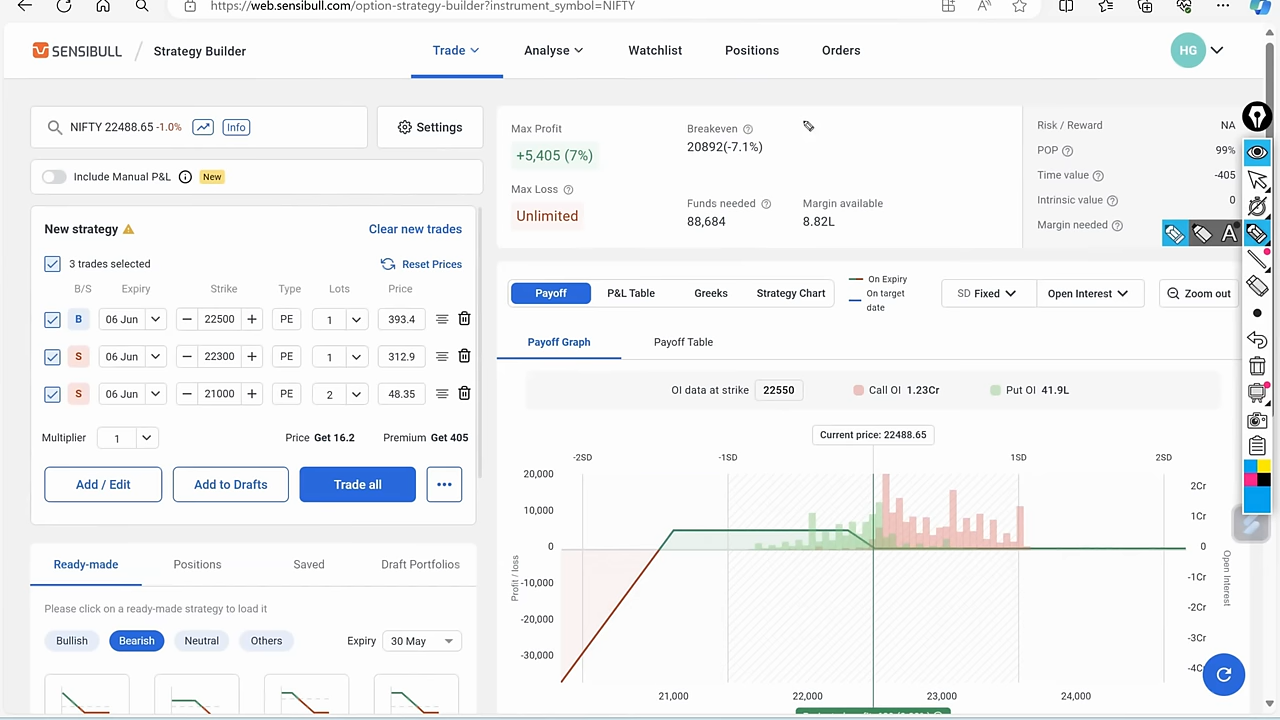 https://web.sensibull.com/option-strategy-builder?instrument_symbol=NIFTY
SENSIBULL / Strategy Builder
Trade
Analyse
Watchlist
Positions
Orders
HG
NIFTY 22488.65 -1.0%
Info
Settings
Include Manual P&L
New
New strategy
Clear new trades
3 trades selected
Reset Prices
B/S Expiry Strike Type Lots Price
B 06 Jun 22500 PE 1 393.4
S 06 Jun 22300 PE 1 312.9
S 06 Jun 21000 PE 2 48.35
Multiplier 1 Price Get 16.2 Premium Get 405
Add / Edit
Add to Drafts
Trade all
Ready-made
Positions
Saved
Draft Portfolios
Please click on a ready-made strategy to load it
Bullish
Bearish
Neutral
Others
Expiry 30 May
Max Profit
+5,405 (7%)
Max Loss
Unlimited
Breakeven
20892(-7.1%)
Funds needed
88,684
Margin available
8.82L
Risk / Reward NA
POP 99%
Time value -405
Intrinsic value 0
Margin needed
A
Payoff
P&L Table
Greeks
Strategy Chart
On Expiry
On target
date
SD Fixed
Open Interest
Zoom out
Payoff Graph
Payoff Table
OI data at strike 22550
Call OI 1.23Cr
Put OI 41.9L
Current price: 22488.65
-2SD -1SD 1SD 2SD
20,000
10,000
0
-10,000
-20,000
-30,000
Profit / loss
2Cr
1Cr
0
-1Cr
-2Cr
-3Cr
Open Interest
21,000 22,000 23,000 24,000